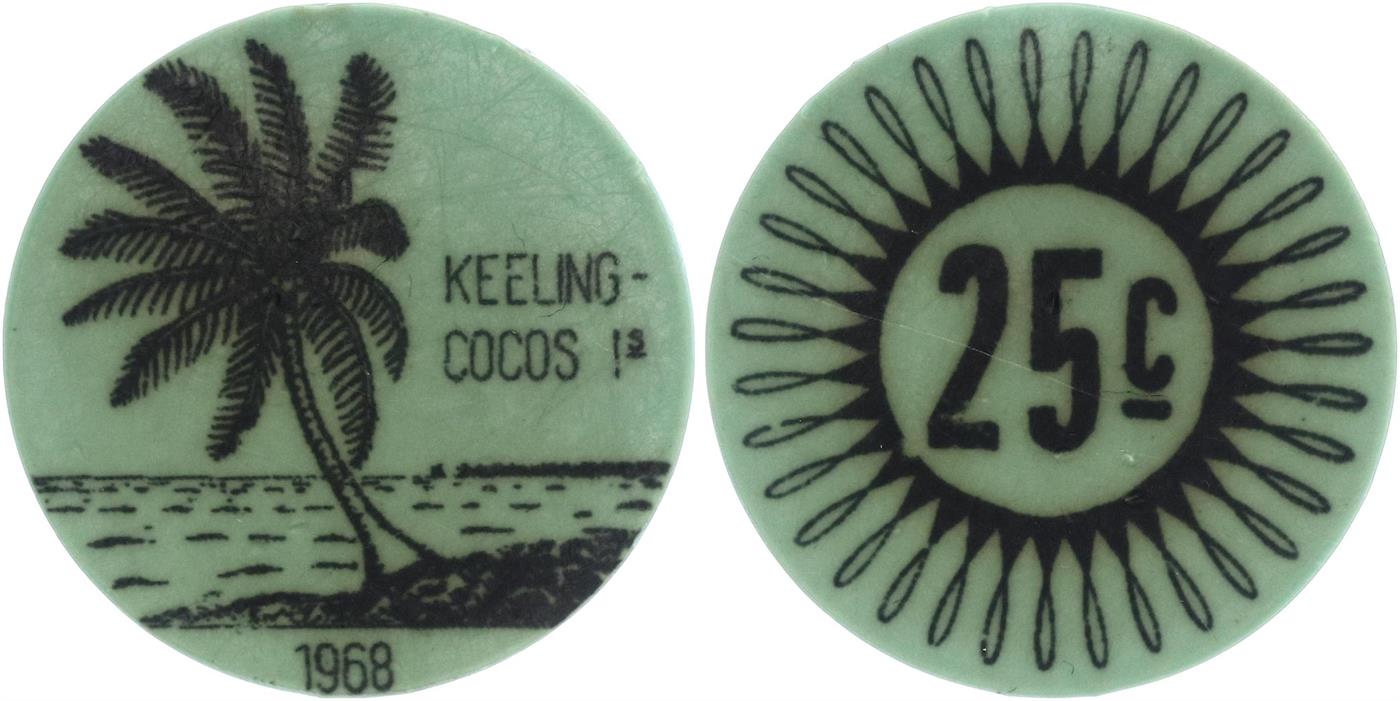 KEELING-
COCOS Is
1968
25c